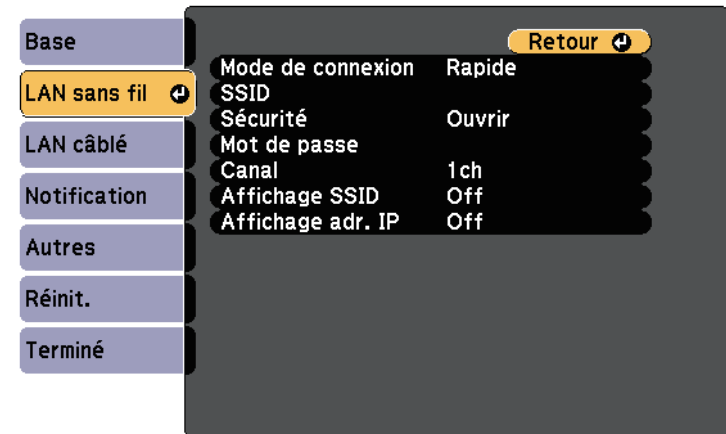 Base
LAN sans fil
LAN câblé
Notification
Autres
Réinit.
Terminé
Retour
Mode de connexion Rapide
SSID
Sécurité Ouvrir
Mot de passe
Canal 1ch
Affichage SSID Off
Affichage adr. IP Off